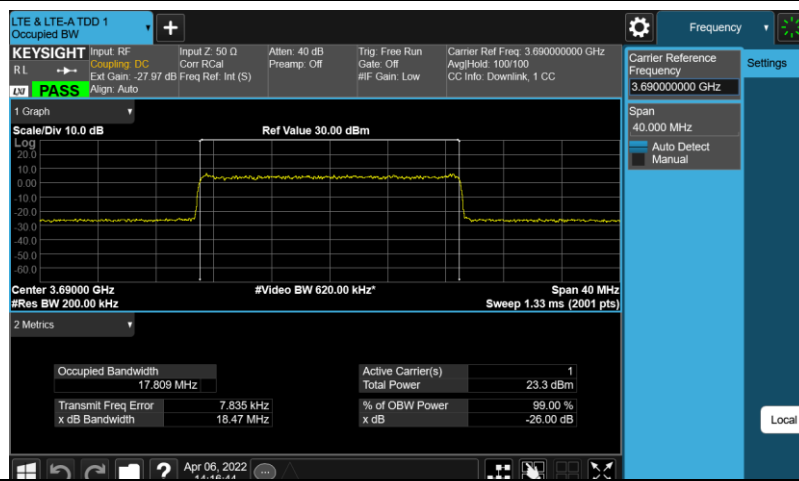 LTE & LTE-A TDD 1
Occupied BW
Frequency
KEYSIGHT
R L
LXI
PASS
Input: RF
Coupling: DC
Ext Gain: -27.97 dB
Align: Auto
Input Z: 50 Ω
Corr RCal
Freq Ref: Int (S)
Atten: 40 dB
Preamp: Off
Trig: Free Run
Gate: Off
#IF Gain: Low
Carrier Ref Freq: 3.690000000 GHz
Avg|Hold: 100/100
CC Info: Downlink, 1 CC
Carrier Reference
Frequency
3.690000000 GHz
Span
40.000 MHz
Auto Detect
Manual
Settings
1 Graph
Scale/Div 10.0 dB
Ref Value 30.00 dBm
Log
20.0
10.0
0.00
-10.0
-20.0
-30.0
-40.0
-50.0
-60.0
Center 3.69000 GHz
#Video BW 620.00 kHz*
Span 40 MHz
#Res BW 200.00 kHz
Sweep 1.33 ms (2001 pts)
2 Metrics
Occupied Bandwidth
17.809 MHz
Active Carrier(s) 1
Total Power 23.3 dBm
Transmit Freq Error 7.835 kHz
x dB Bandwidth 18.47 MHz
% of OBW Power 99.00 %
x dB -26.00 dB
Local
?
Apr 06, 2022